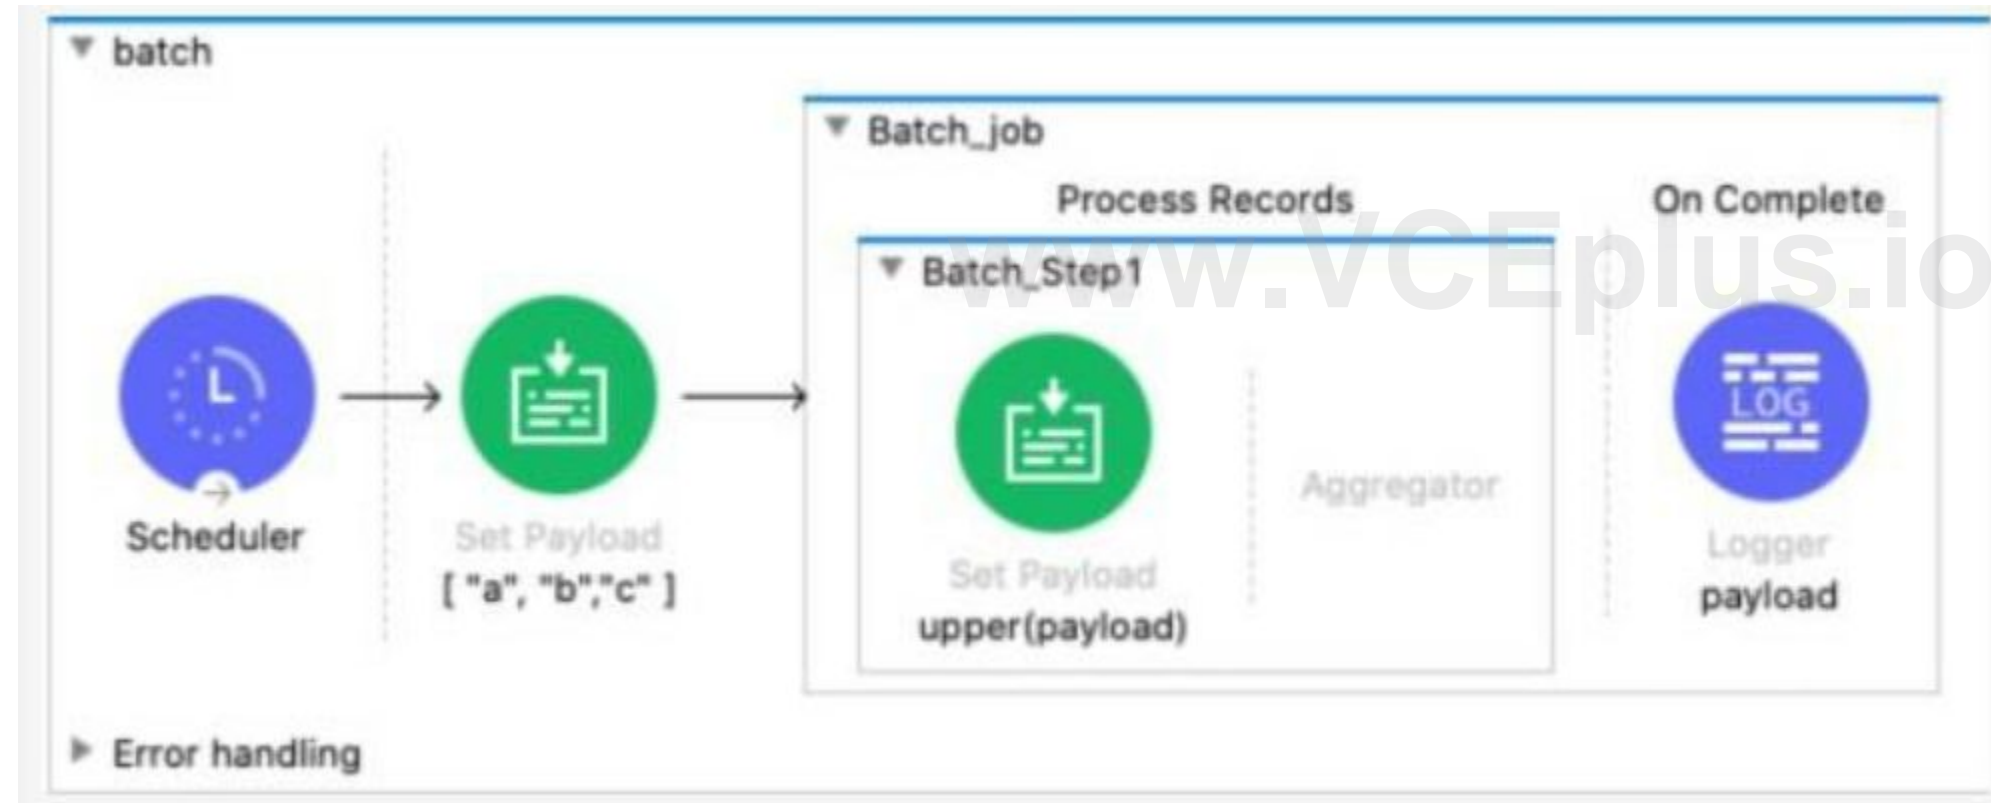 batch
Batch_job
Process Records
On Complete
www.VCEplus.io
Batch_Step1
LOG
Aggregator
Scheduler
Set Payload
[ "a", "b","c" ]
Set Payload
upper(payload)
Logger
payload
Error handling